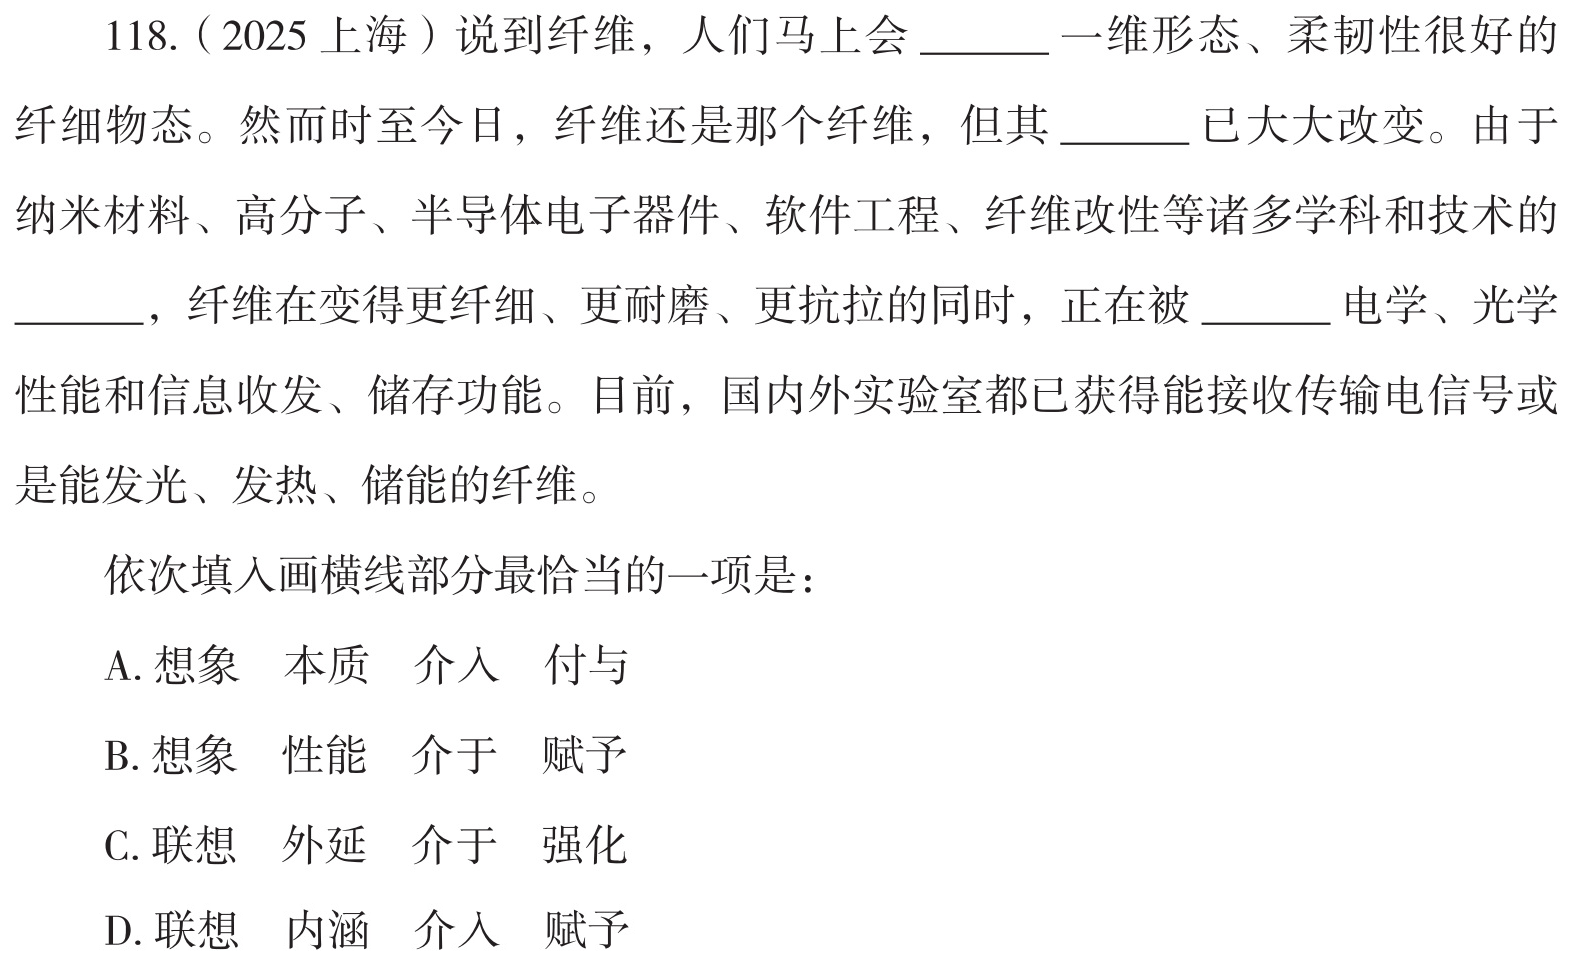 118.（2025 上海）说到纤维，人们马上会 ______ 一维形态、柔韧性很好的
纤细物态。然而时至今日，纤维还是那个纤维，但其 ______ 已大大改变。由于
纳米材料、高分子、半导体电子器件、软件工程、纤维改性等诸多学科和技术的
______，纤维在变得更纤细、更耐磨、更抗拉的同时，正在被 ______ 电学、光学
性能和信息收发、储存功能。目前，国内外实验室都已获得能接收传输电信号或
是能发光、发热、储能的纤维。
依次填入画横线部分最恰当的一项是：
A. 想象　本质　介入　付与
B. 想象　性能　介于　赋予
C. 联想　外延　介于　强化
D. 联想　内涵　介入　赋予